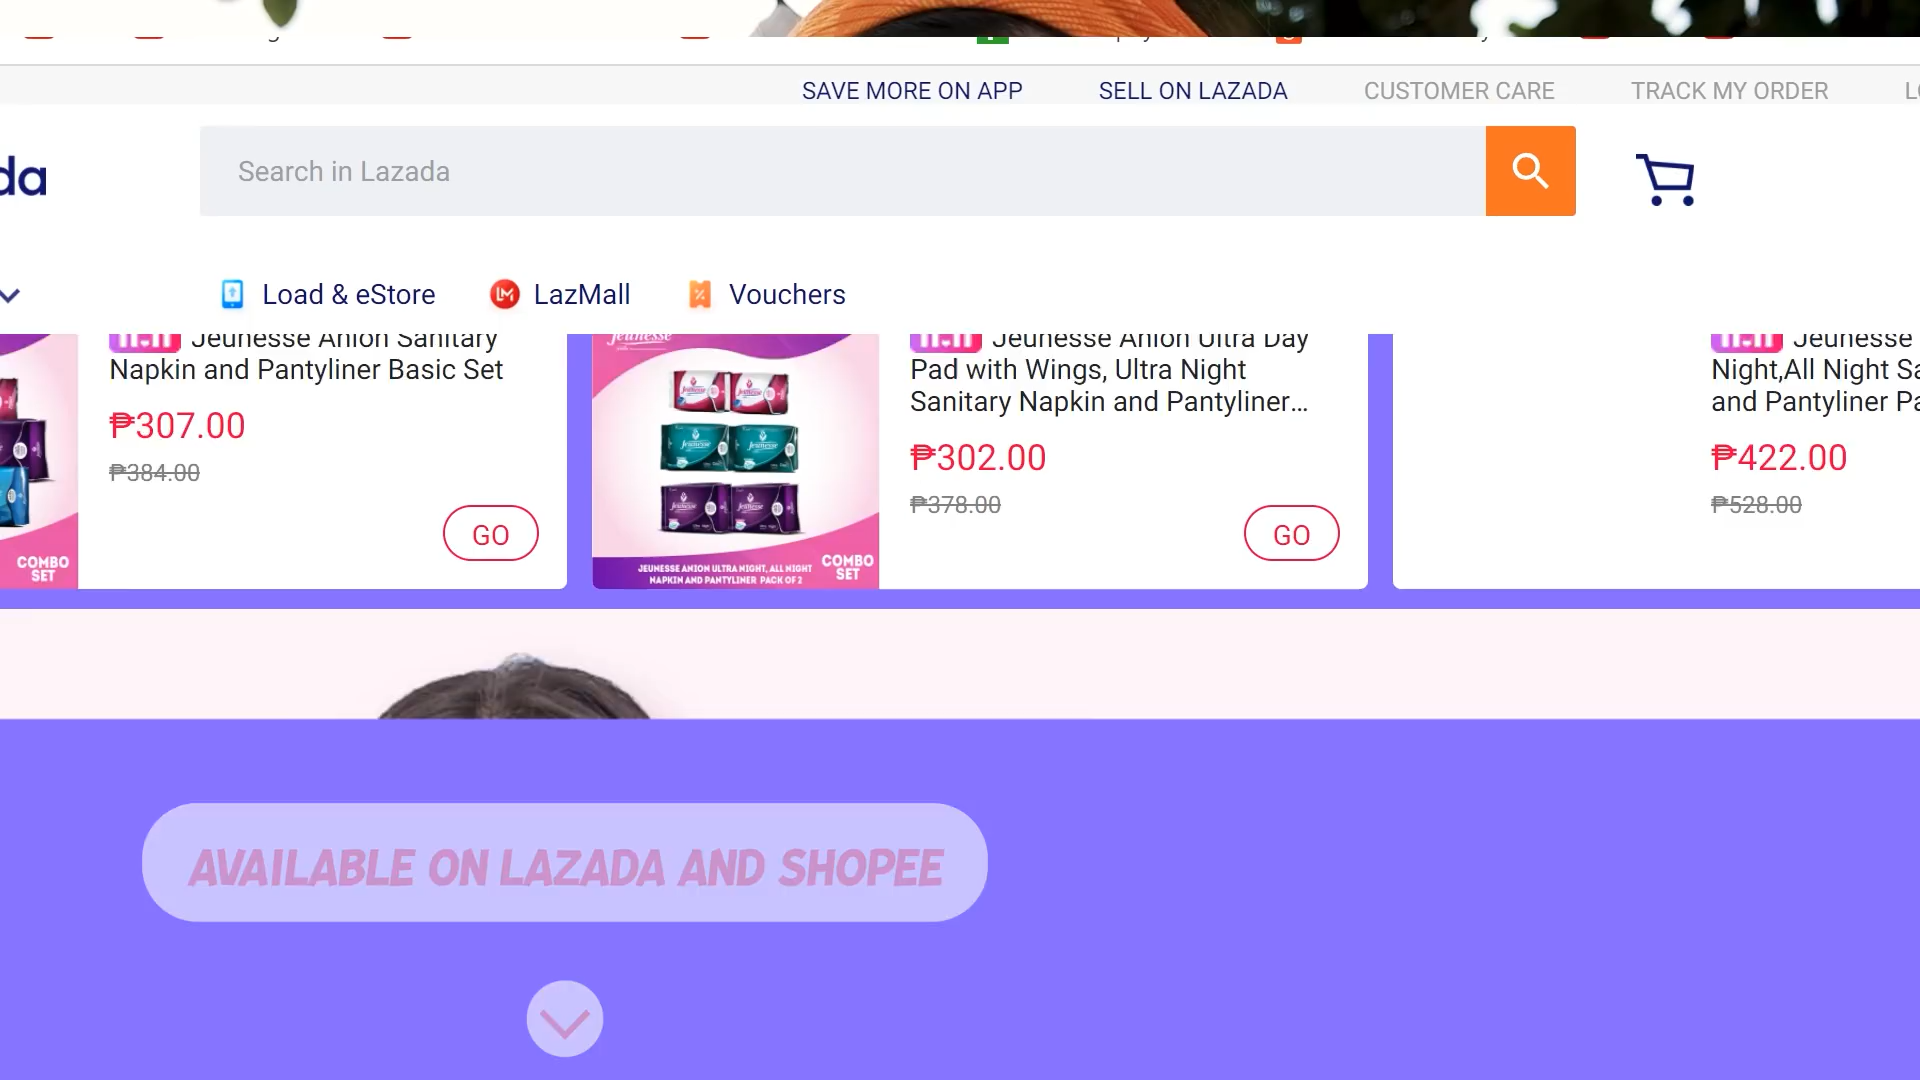 SAVE MORE ON APP
SELL ON LAZADA
CUSTOMER CARE
TRACK MY ORDER
da
Search in Lazada
Load & eStore
LazMall
Vouchers
Jeunesse Anion Sanitary
Napkin and Pantyliner Basic Set
₱307.00
₱384.00
GO
COMBO
SET
Jeunesse
JEUNESSE ANION ULTRA NIGHT, ALL NIGHT
NAPKIN AND PANTYLINER PACK OF 2
COMBO
SET
Jeunesse Anion Ultra Day
Pad with Wings, Ultra Night
Sanitary Napkin and Pantyliner...
₱302.00
₱378.00
GO
Jeunesse
Night,All Night Sa
and Pantyliner Pa
₱422.00
₱528.00
AVAILABLE ON LAZADA AND SHOPEE